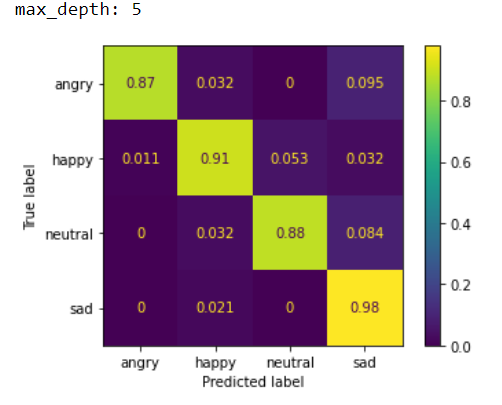 max_depth: 5
angry 0.87 0.032 0 0.095
happy 0.011 0.91 0.053 0.032
neutral 0 0.032 0.88 0.084
sad 0 0.021 0 0.98
angry happy neutral sad
Predicted label
True label
0.8
0.6
0.4
0.2
0.0